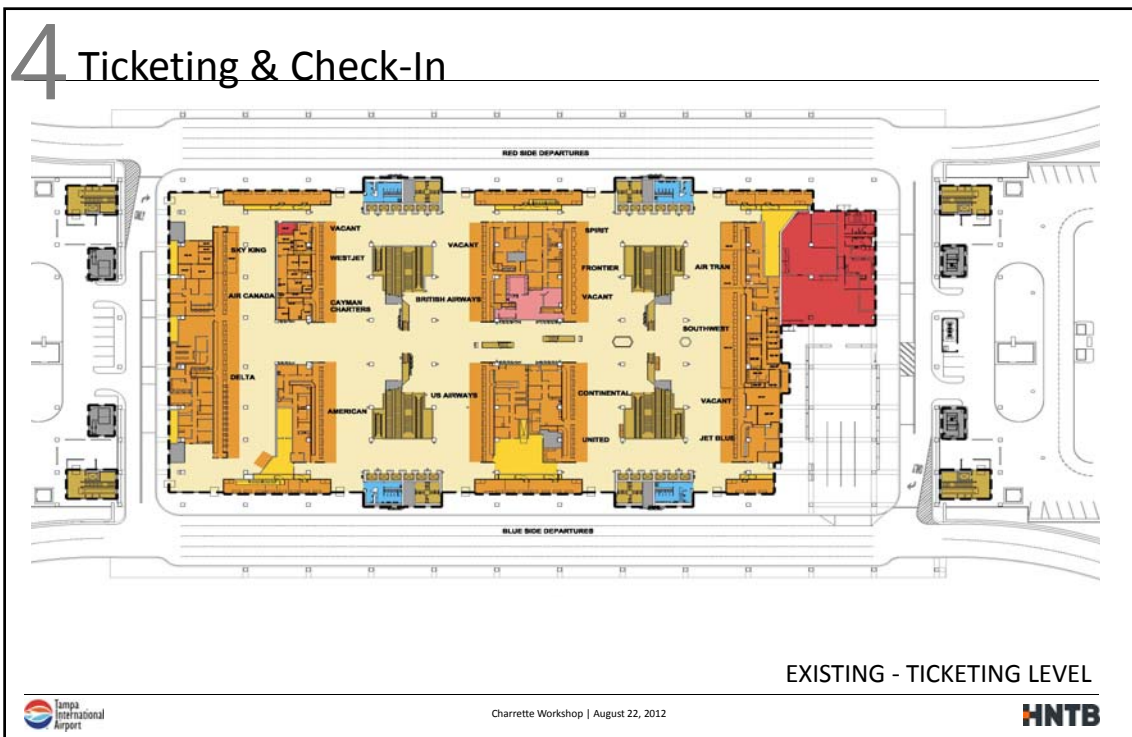 4 Ticketing & Check-In
RED SIDE DEPARTURES
VACANT
SPIRIT
SKY KING
VACANT
WESTJET
FRONTIER
AIR TRAN
AIR CANADA
CAYMAN
CHARTERS
BRITISH AIRWAYS
VACANT
SOUTHWEST
DELTA
US AIRWAYS
CONTINENTAL
VACANT
AMERICAN
UNITED
JET BLUE
BLUE SIDE DEPARTURES
EXISTING - TICKETING LEVEL
Tampa
International
Airport
Charrette Workshop | August 22, 2012
HNTB